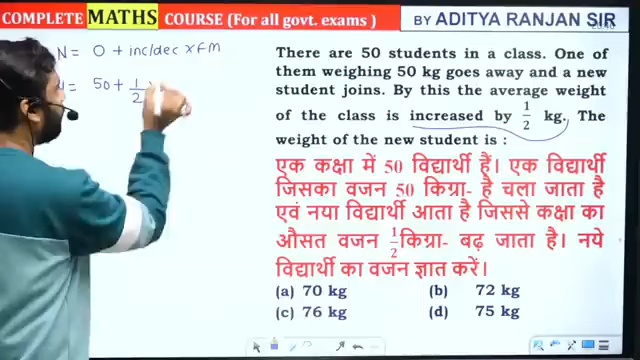 COMPLETE MATHS COURSE (For all govt. exams) BY ADITYA RANJAN SIR
N = O + inc/dec × FM
= 50 + 1/2 ×
There are 50 students in a class. One of
them weighing 50 kg goes away and a new
student joins. By this the average weight
of the class is increased by 1/2 kg. The
weight of the new student is :
एक कक्षा में 50 विद्यार्थी हैं। एक विद्यार्थी
जिसका वजन 50 किग्रा- है चला जाता है
एवं नया विद्यार्थी आता है जिससे कक्षा का
औसत वजन 1/2 किग्रा- बढ़ जाता है। नये
विद्यार्थी का वजन ज्ञात करें।
(a) 70 kg (b) 72 kg
(c) 76 kg (d) 75 kg